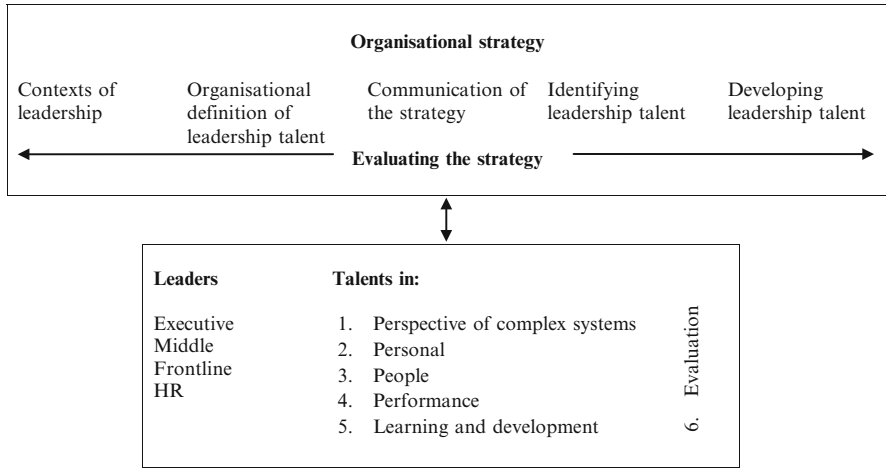 Organisational strategy
Contexts of
leadership
Organisational
definition of
leadership talent
Communication of
the strategy
Identifying
leadership talent
Developing
leadership talent
Evaluating the strategy
Leaders
Executive
Middle
Frontline
HR
Talents in:
1. Perspective of complex systems
2. Personal
3. People
4. Performance
5. Learning and development
6. Evaluation